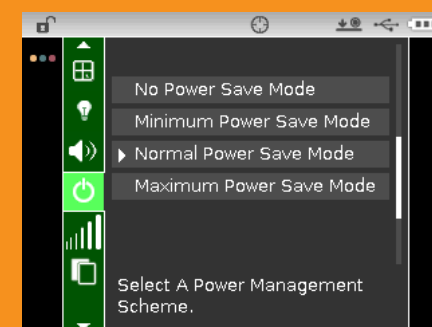 No Power Save Mode
Minimum Power Save Mode
Normal Power Save Mode
Maximum Power Save Mode
Select A Power Management
Scheme.